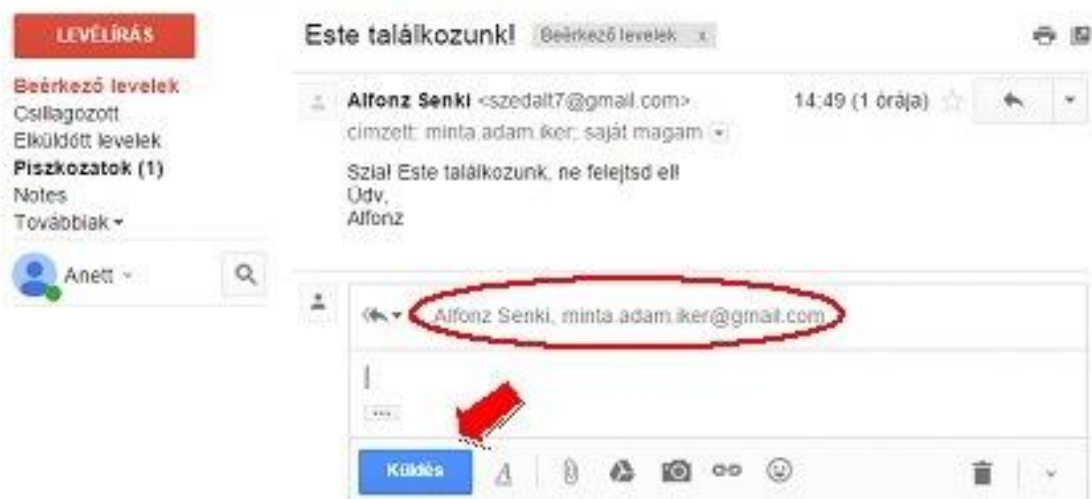 LEVÉLÍRÁS
Beérkező levelek
Csillagozott
Elküldött levelek
Piszkozatok (1)
Notes
Továbbiak
Anett
Este találkozunk! Beérkező levelek x
Alfonz Senki <szedalt7@gmail.com> 14:49 (1 órája)
címzett: minta.adam.iker; saját magam
Szia! Este találkozunk, ne felejtsd el!
Üdv,
Alfonz
Alfonz Senki, minta.adam.iker@gmail.com
Küldés A